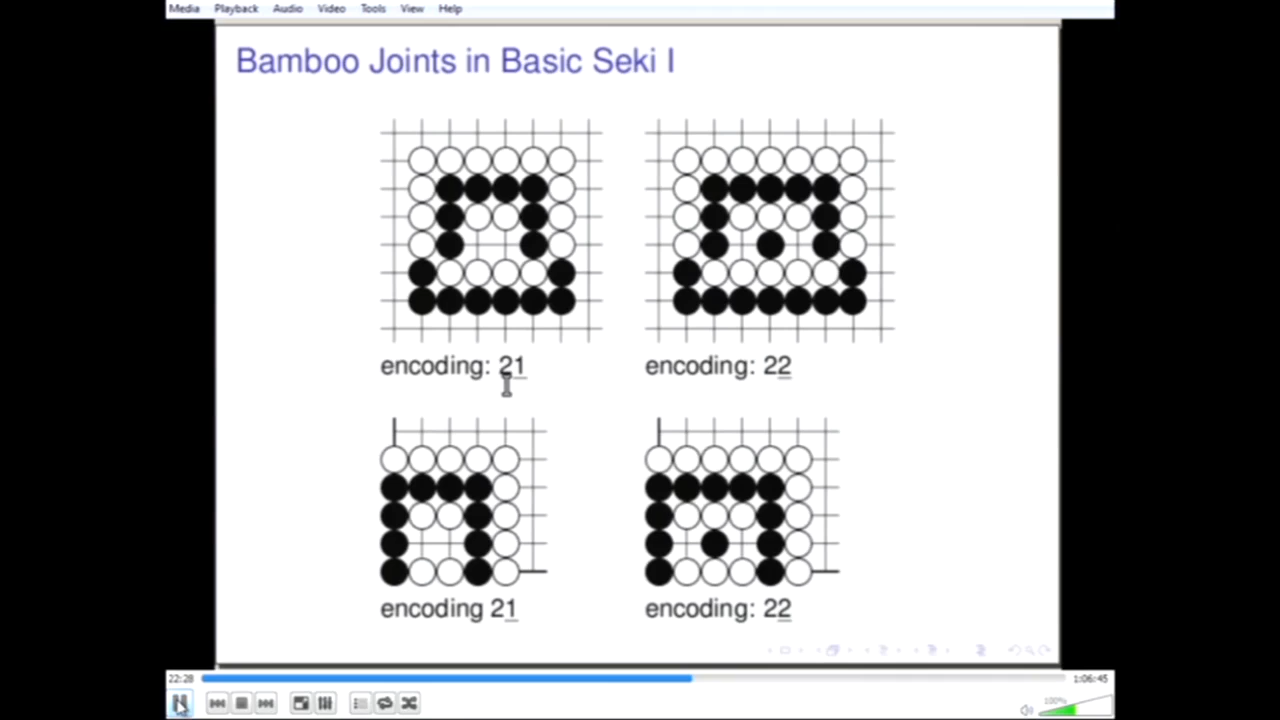 Media Playback Audio Video Tools View Help
Bamboo Joints in Basic Seki I
encoding: 21
encoding: 22
encoding 21
encoding: 22
22:28
1:06:45
100%